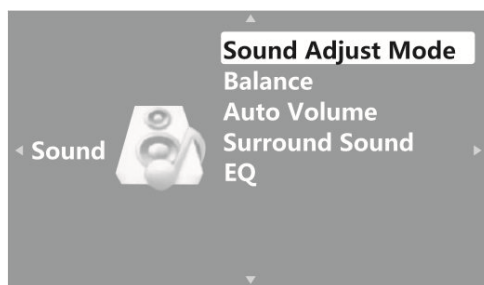 Sound
Sound Adjust Mode
Balance
Auto Volume
Surround Sound
EQ